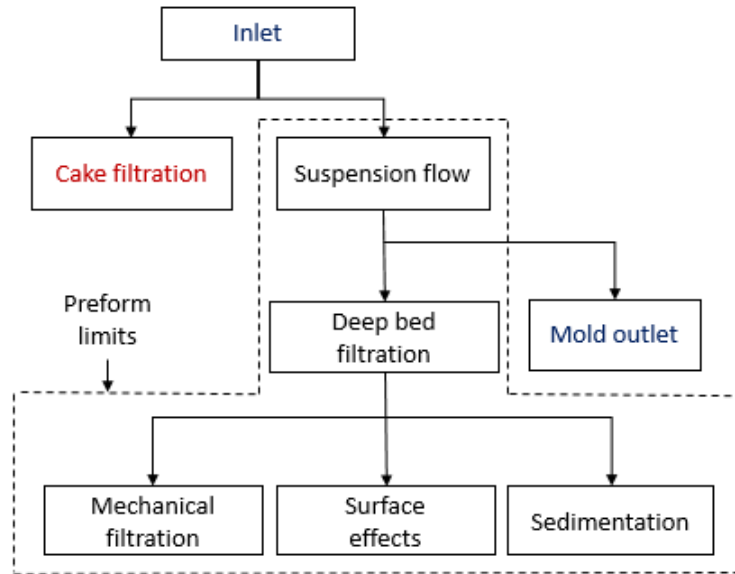 Inlet
Cake filtration
Suspension flow
Preform
limits
Deep bed
filtration
Mold outlet
Mechanical
filtration
Surface
effects
Sedimentation